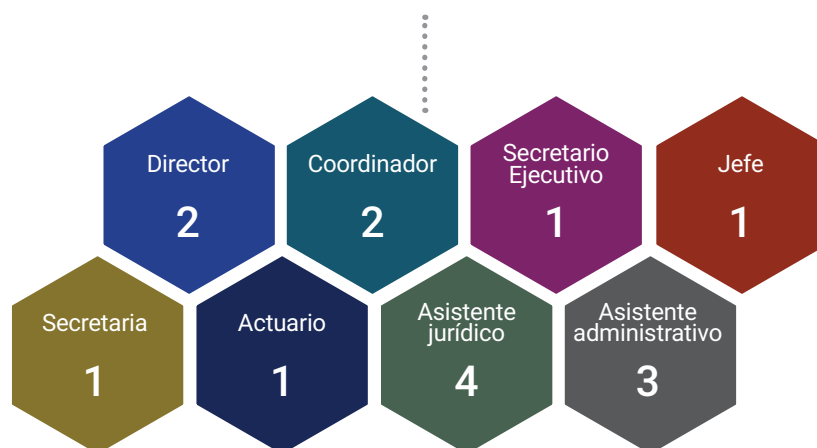 Director
2
Coordinador
2
Secretario
Ejecutivo
1
Jefe
1
Secretaria
1
Actuario
1
Asistente
jurídico
4
Asistente
administrativo
3